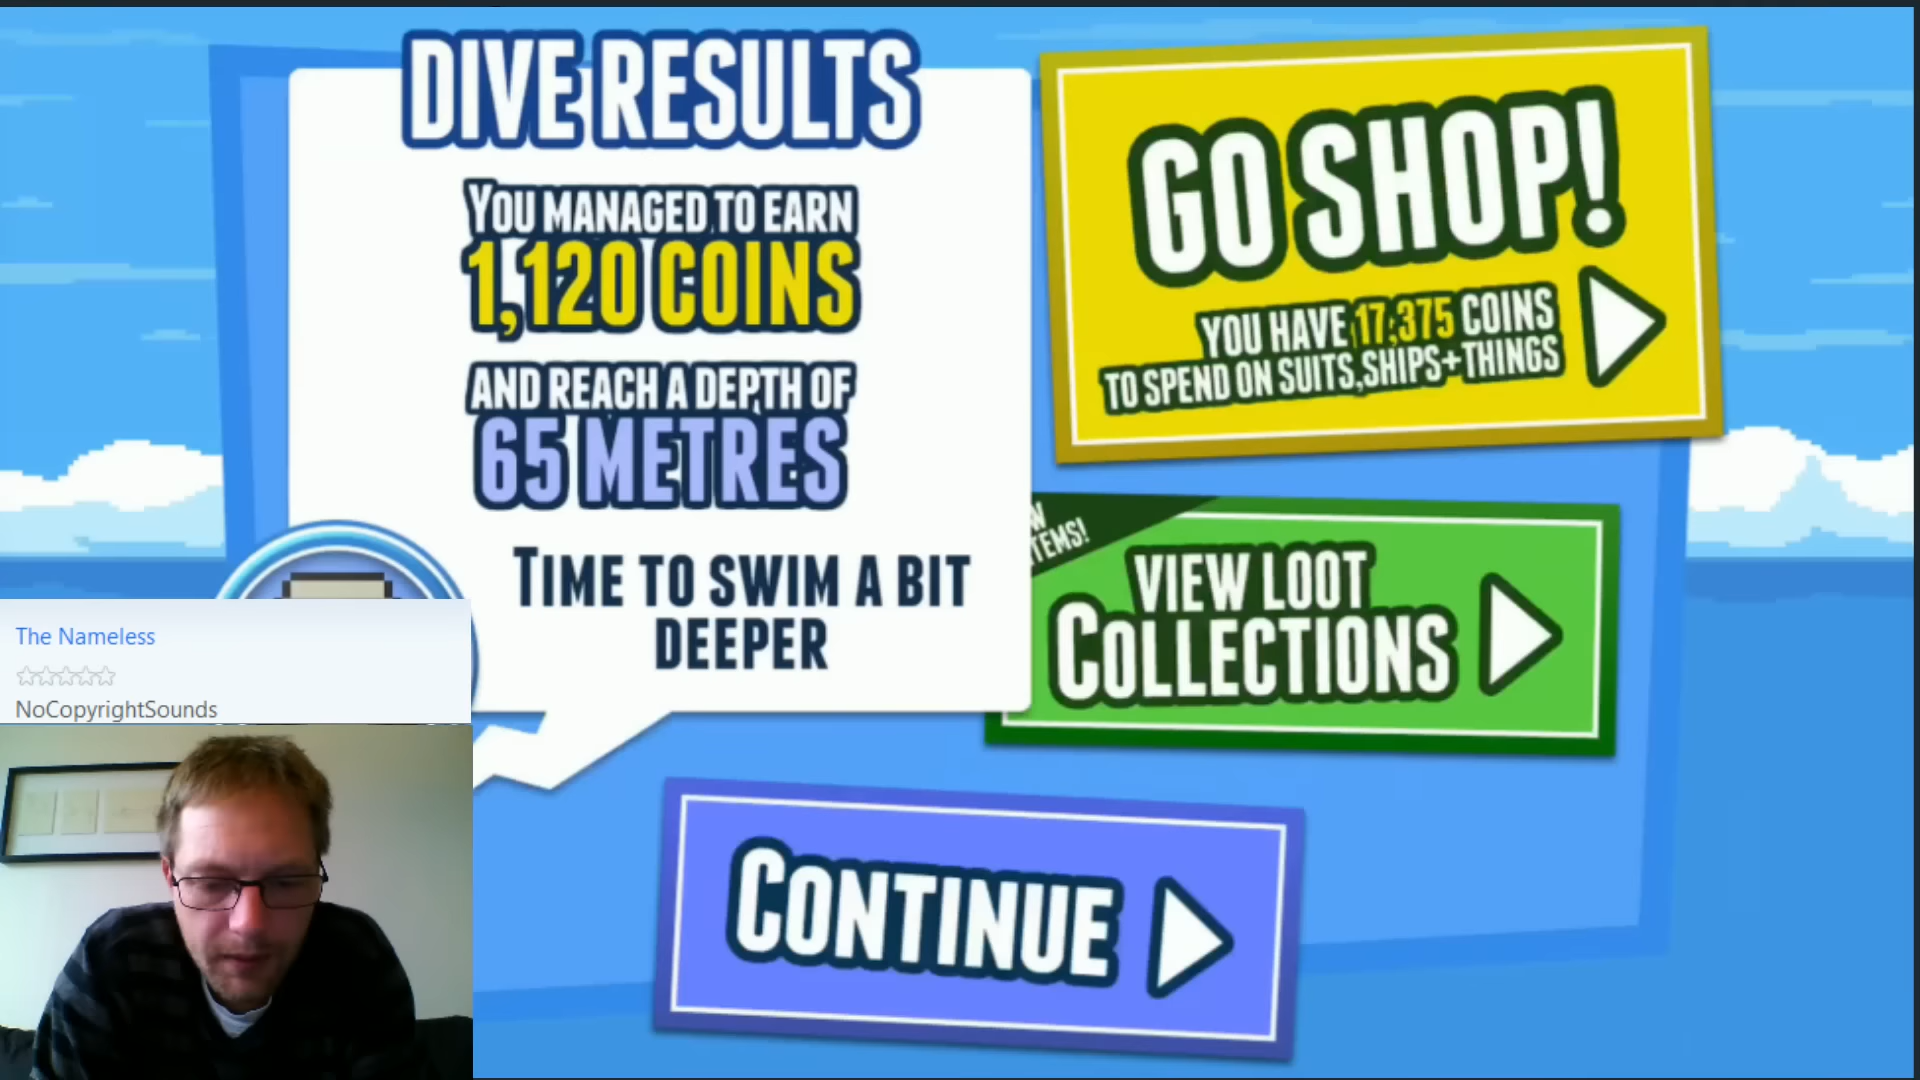 DIVE RESULTS
YOU MANAGED TO EARN
1,120 COINS
AND REACH A DEPTH OF
65 METRES
TIME TO SWIM A BIT
DEEPER
GO SHOP!
YOU HAVE 17,375 COINS
TO SPEND ON SUITS,SHIPS+THINGS
VIEW LOOT
COLLECTIONS
CONTINUE
The Nameless
NoCopyrightSounds